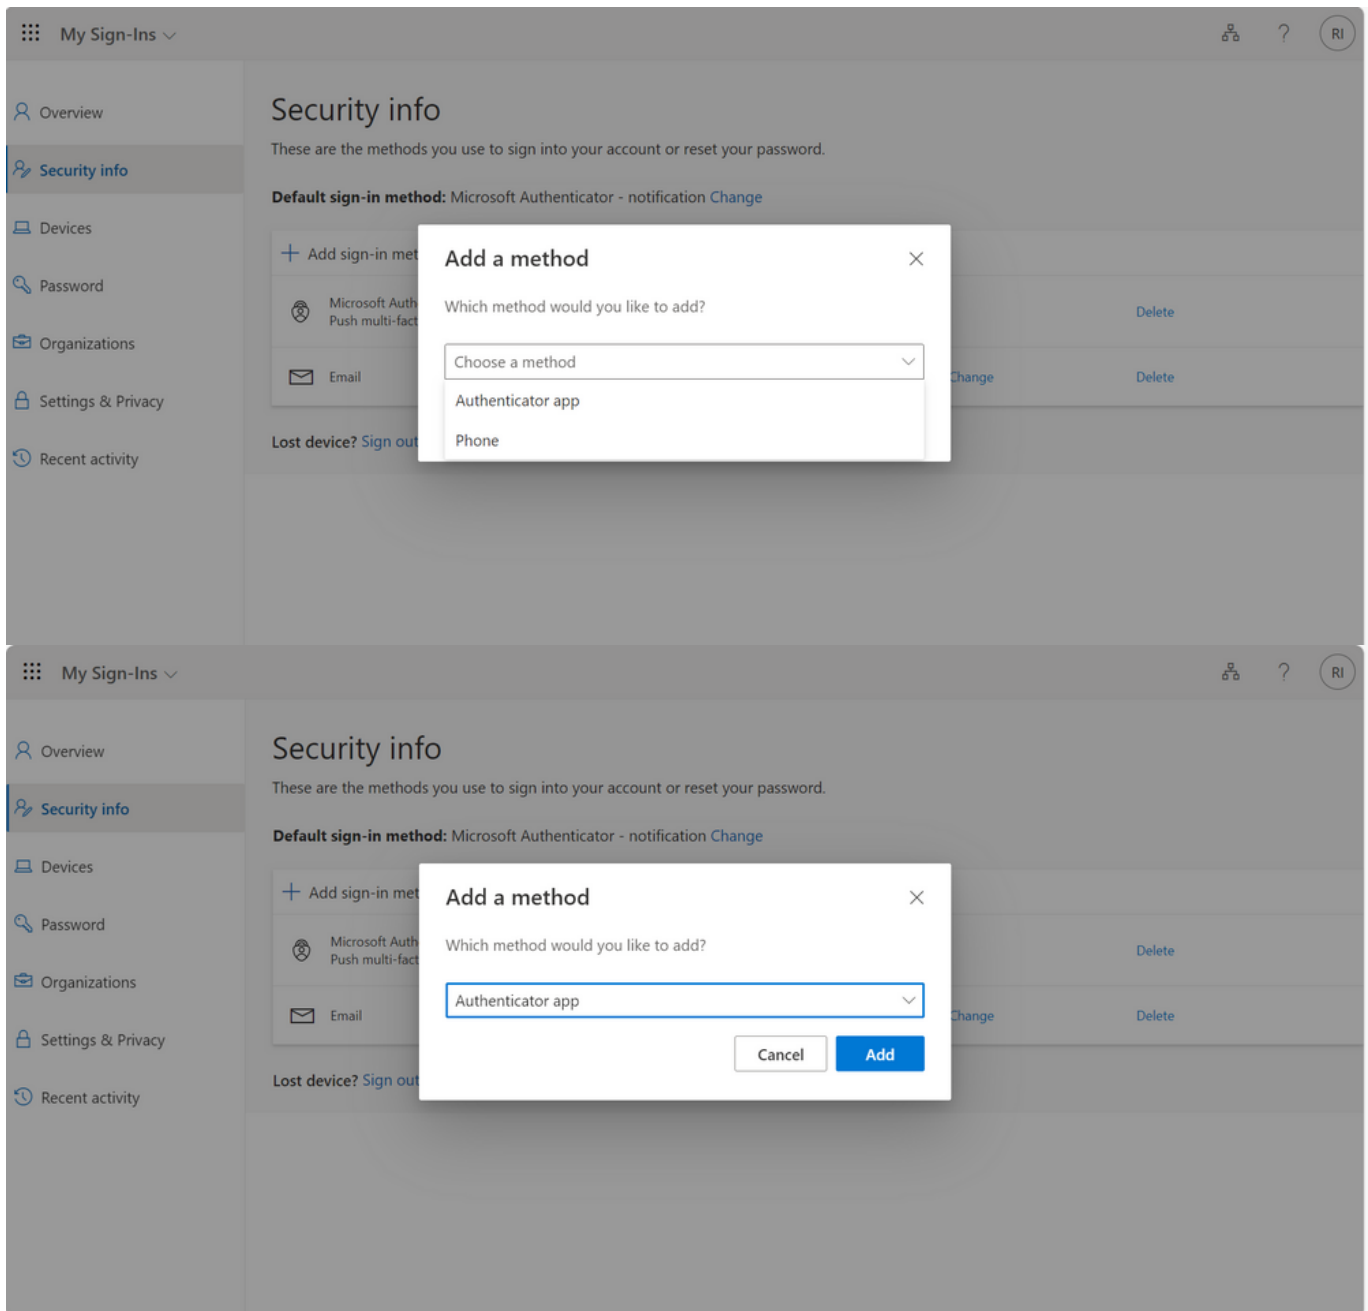 My Sign-Ins
RI
Overview
Security info
Devices
Password
Organizations
Settings & Privacy
Recent activity
Security info
These are the methods you use to sign into your account or reset your password.
Default sign-in method: Microsoft Authenticator - notification Change
Add sign-in met
Microsoft Auth
Push multi-fact
Delete
Email
Change
Delete
Lost device? Sign out
Add a method
Which method would you like to add?
Choose a method
Authenticator app
Phone
My Sign-Ins
RI
Overview
Security info
Devices
Password
Organizations
Settings & Privacy
Recent activity
Security info
These are the methods you use to sign into your account or reset your password.
Default sign-in method: Microsoft Authenticator - notification Change
Add sign-in met
Microsoft Auth
Push multi-fact
Delete
Email
Change
Delete
Lost device? Sign out
Add a method
Which method would you like to add?
Authenticator app
Cancel
Add